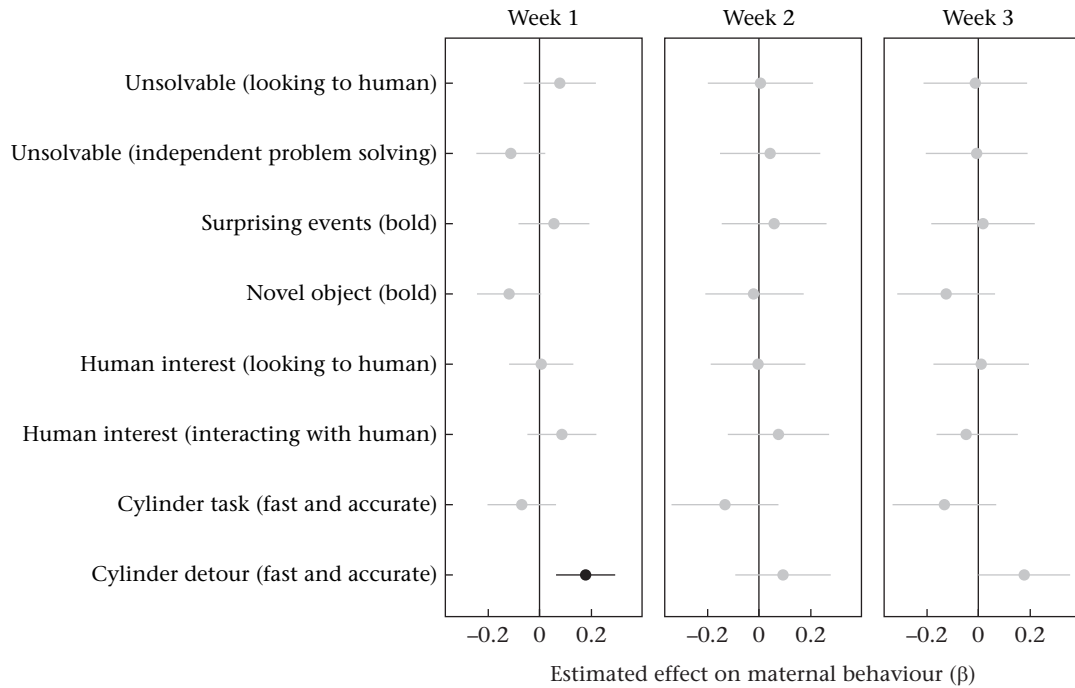 Week 1 Week 2 Week 3
Unsolvable (looking to human)
Unsolvable (independent problem solving)
Surprising events (bold)
Novel object (bold)
Human interest (looking to human)
Human interest (interacting with human)
Cylinder task (fast and accurate)
Cylinder detour (fast and accurate)
−0.2 0 0.2 −0.2 0 0.2 −0.2 0 0.2
Estimated effect on maternal behaviour (β)